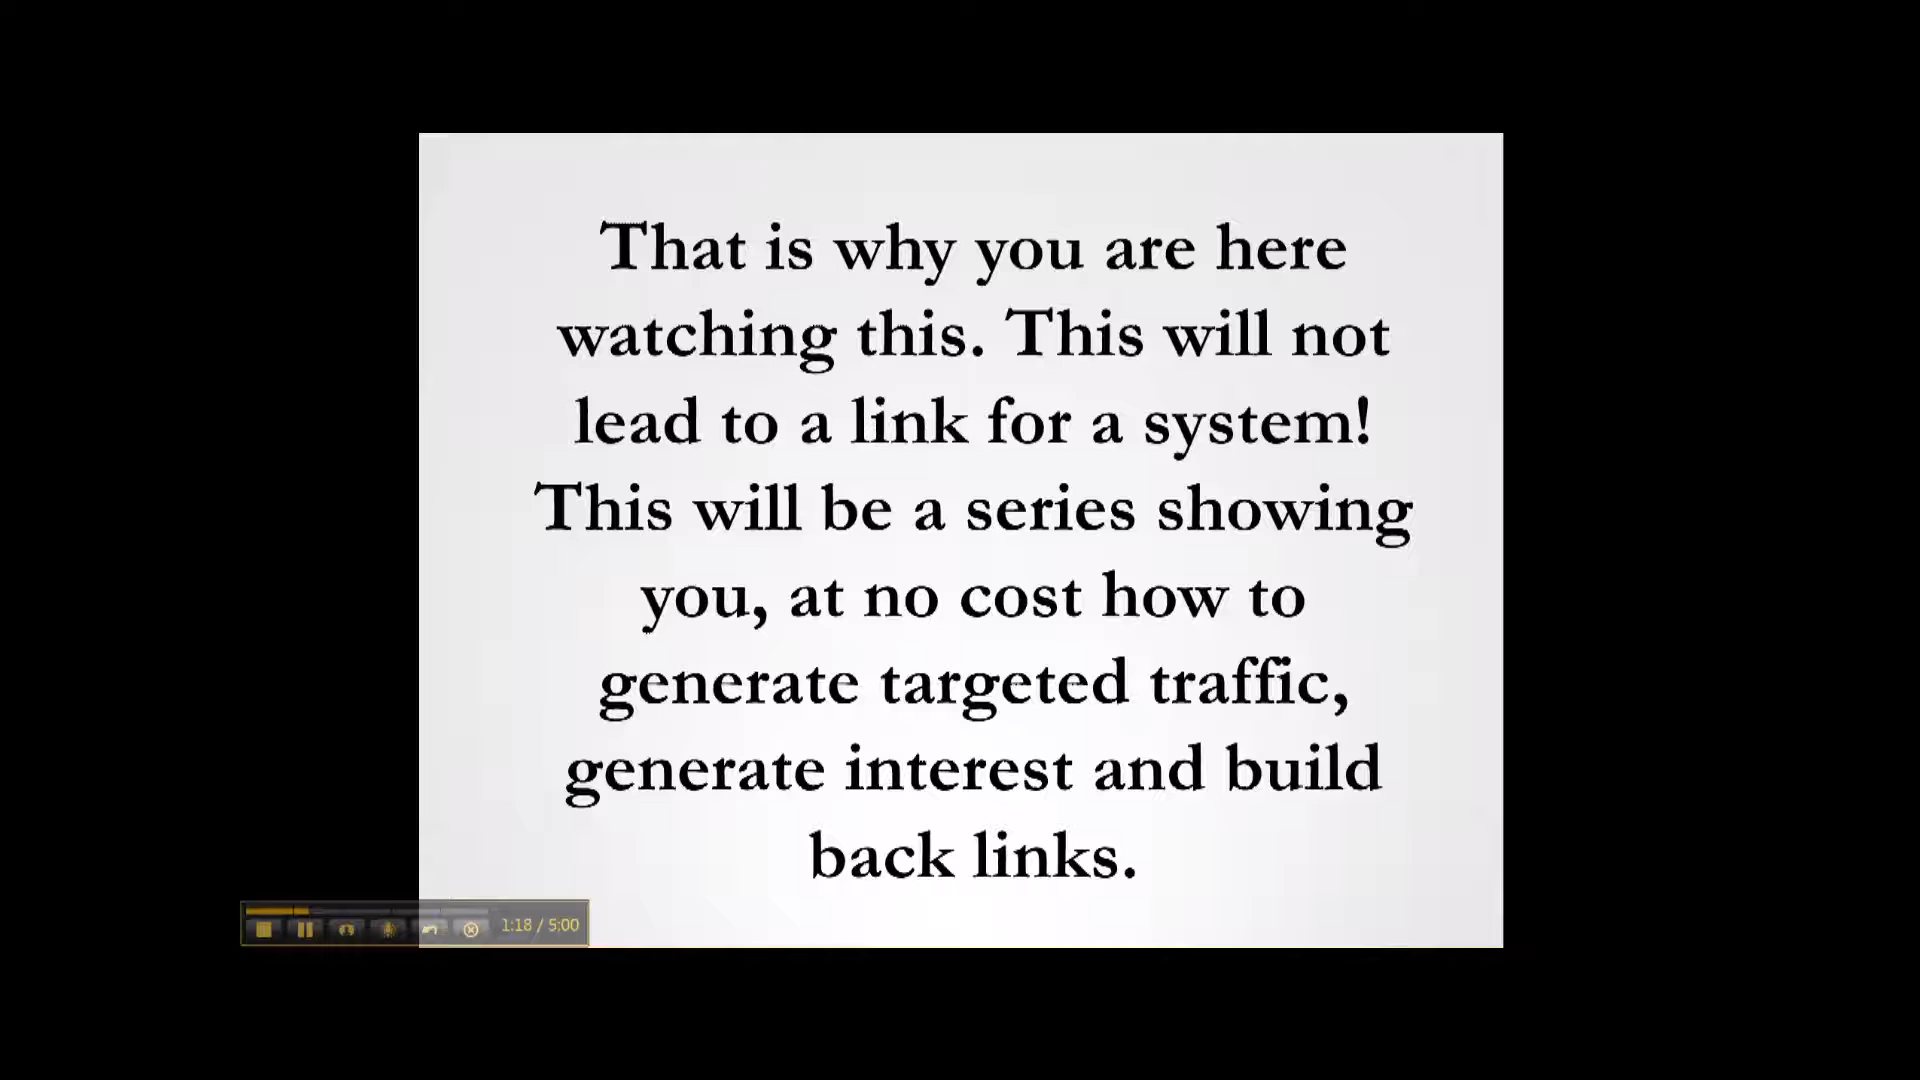 That is why you are here
watching this. This will not
lead to a link for a system!
This will be a series showing
you, at no cost how to
generate targeted traffic,
generate interest and build
back links.
1:18 / 5:00